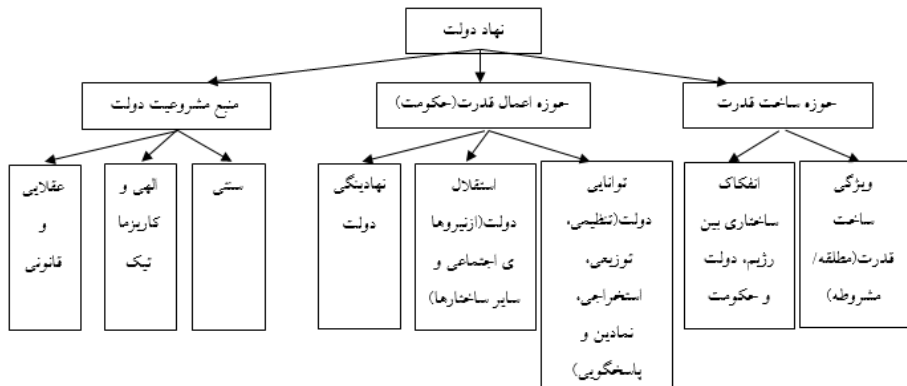 نهاد دولت
حوزه ساخت قدرت
حوزه اعمال قدرت(حکومت)
منبع مشروعیت دولت
ویژگی
ساخت
قدرت(مطلقه/
مشروطه)
انفکاک
ساختاری بین
رژیم، دولت
و حکومت
توانایی
دولت(تنظیمی،
توزیعی،
استخراجی،
نمادین و
پاسخگویی)
استقلال
دولت(ازنیروها
ی اجتماعی و
سایر ساختارها)
نهادینگی
دولت
سنتی
الهی و
کاریزما
تیک
عقلایی
و
قانونی